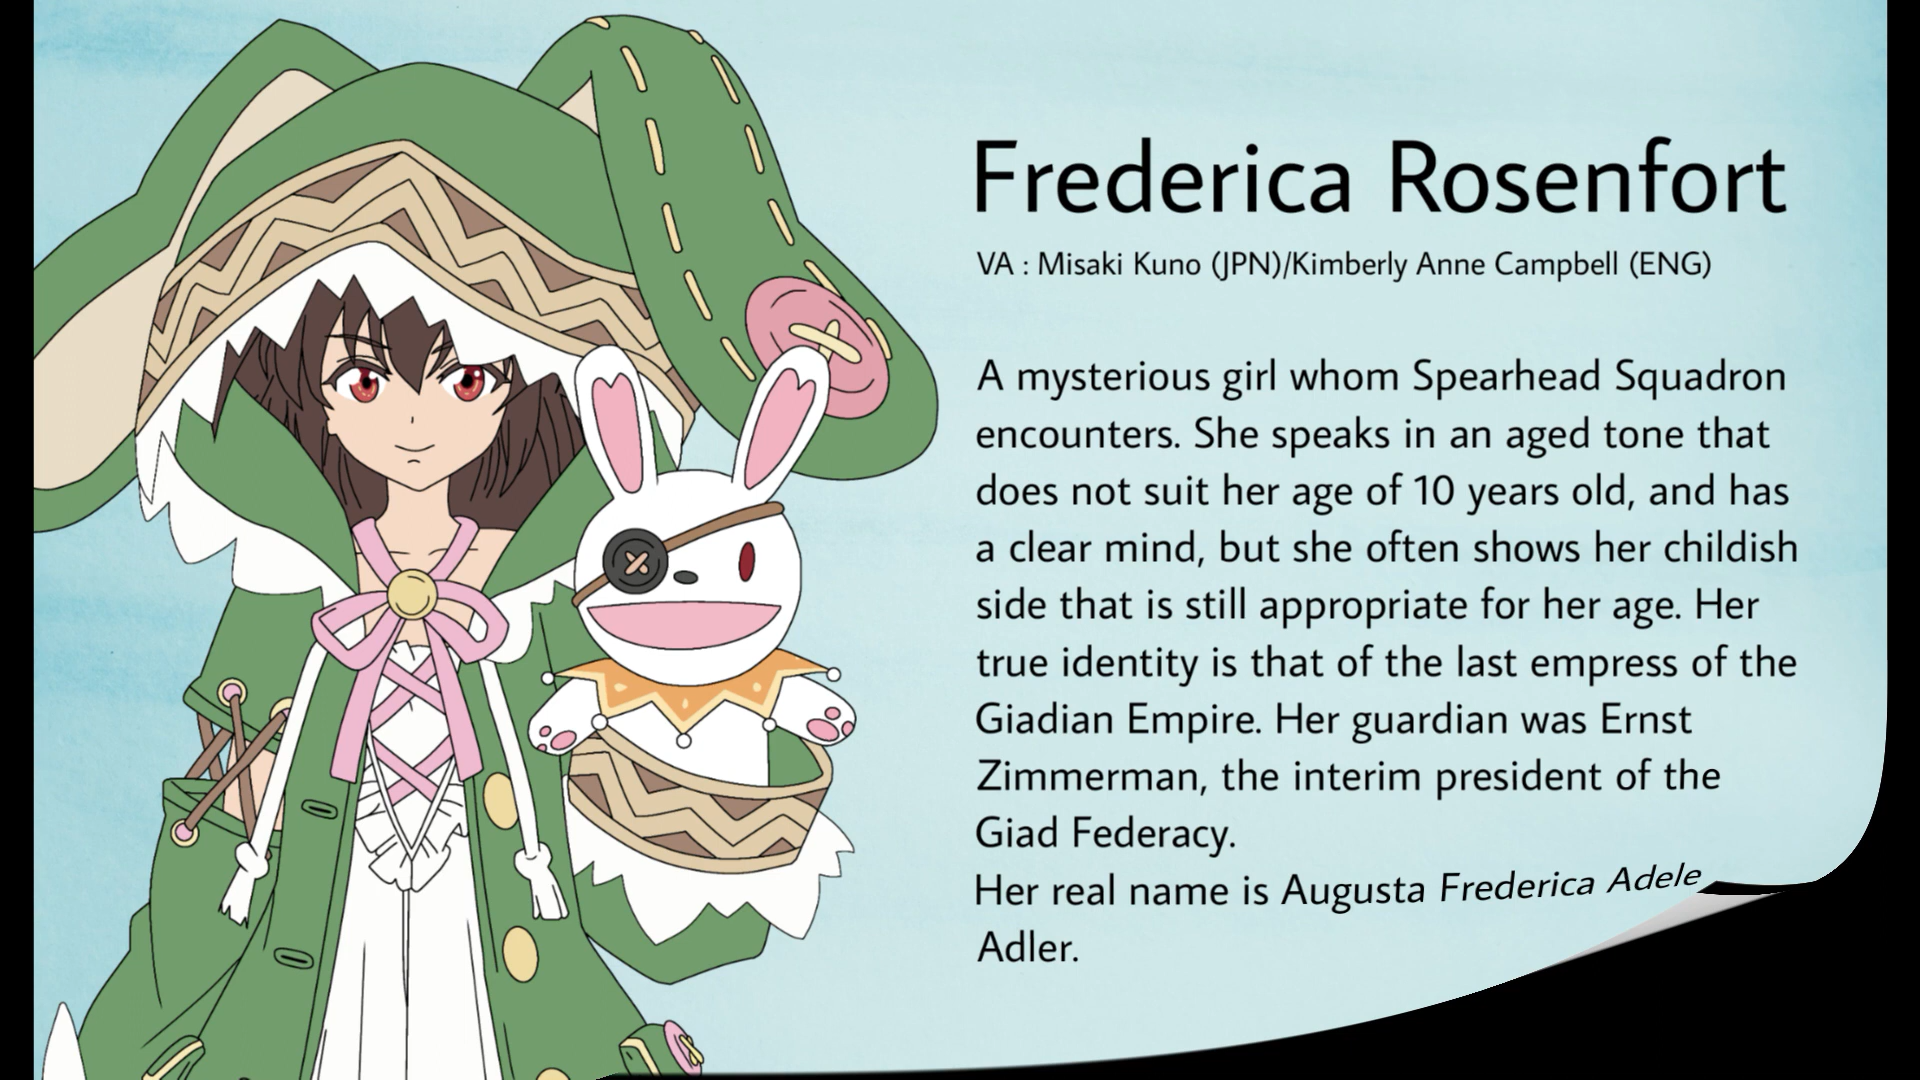 Frederica Rosenfort
VA : Misaki Kuno (JPN)/Kimberly Anne Campbell (ENG)
A mysterious girl whom Spearhead Squadron
encounters. She speaks in an aged tone that
does not suit her age of 10 years old, and has
a clear mind, but she often shows her childish
side that is still appropriate for her age. Her
true identity is that of the last empress of the
Giadian Empire. Her guardian was Ernst
Zimmerman, the interim president of the
Giad Federacy.
Her real name is Augusta Frederica Adele
Adler.